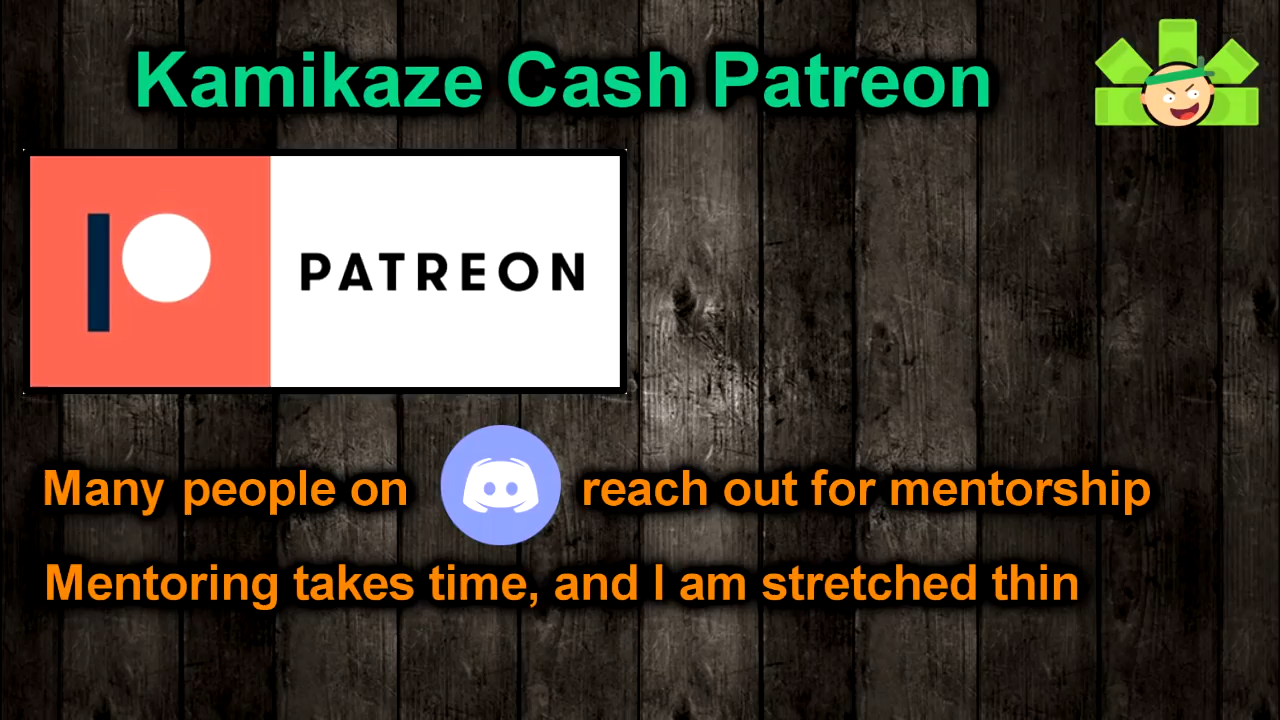 Kamikaze Cash Patreon
PATREON
Many people on reach out for mentorship
Mentoring takes time, and I am stretched thin